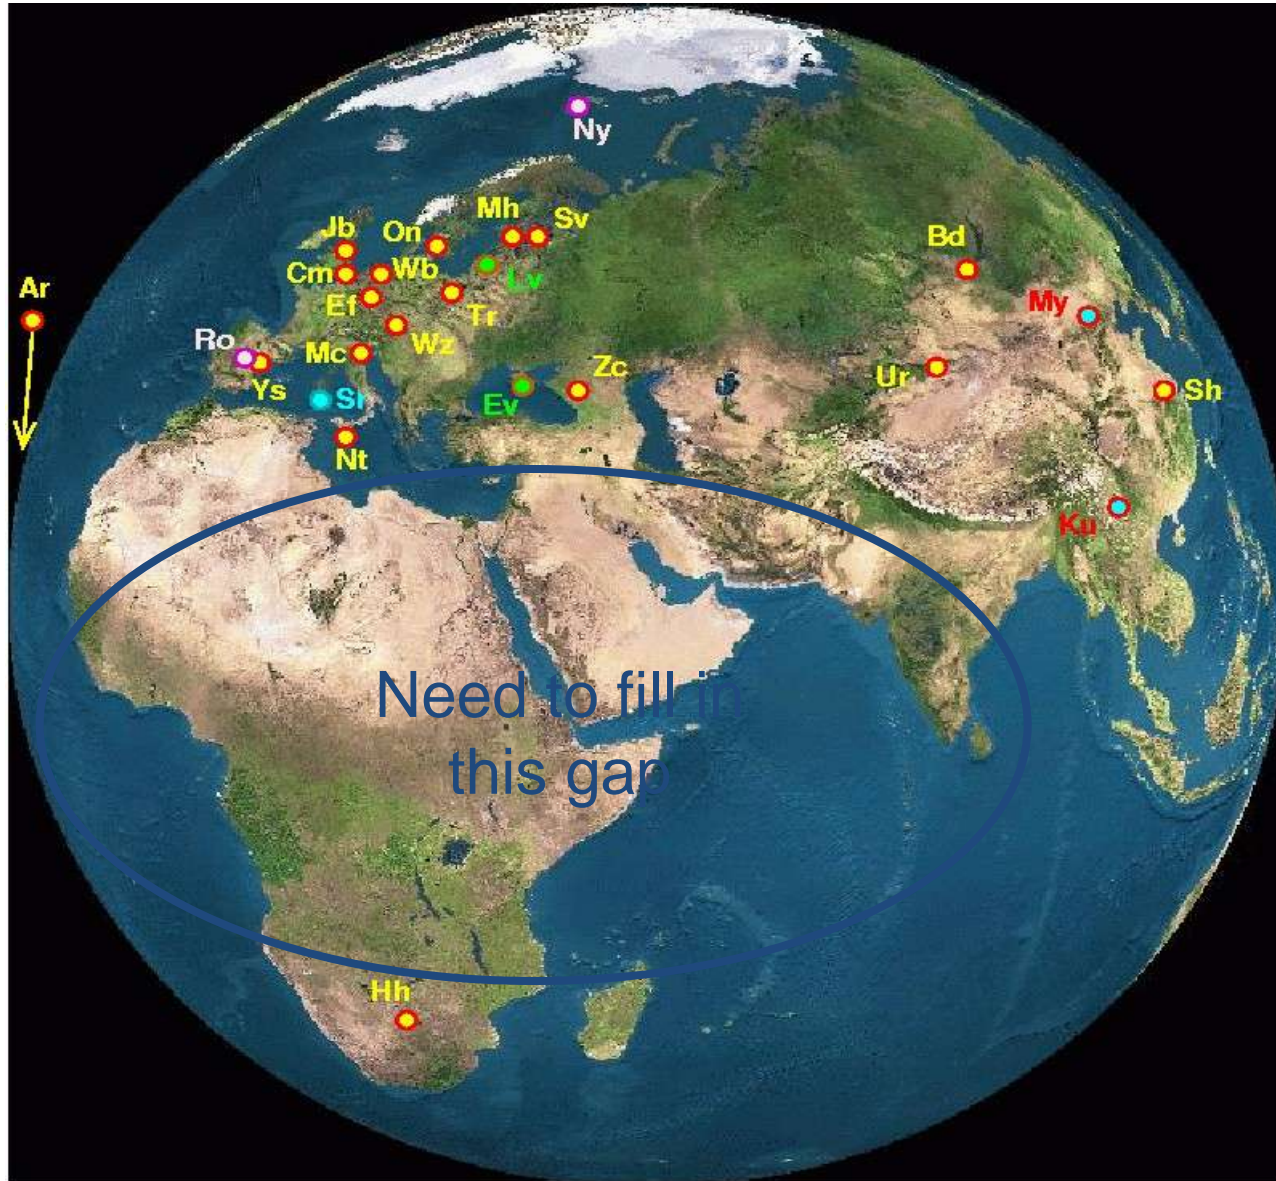 Ny
Mh
Sv
Jb
On
Bd
Cm
Wb
Lv
Ar
Ef
Tr
My
Ro
Mc
Wz
Zc
Ur
Ys
Sr
Ev
Sh
Nt
Ku
Need to fill in
this gap
Hh